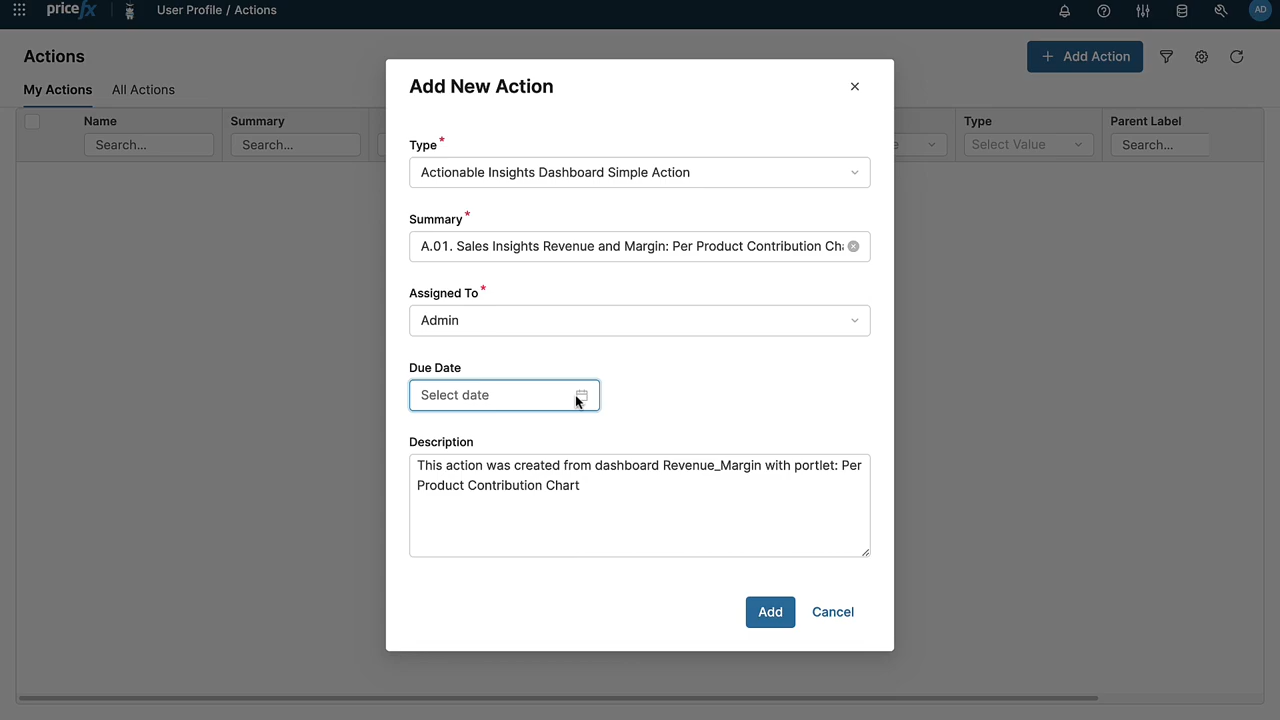 pricefx
User Profile / Actions
AD
Actions
Add Action
My Actions
All Actions
Name
Summary
Type
Parent Label
Search...
Search...
Select Value
Search...
Add New Action
Type*
Actionable Insights Dashboard Simple Action
Summary*
A.01. Sales Insights Revenue and Margin: Per Product Contribution Ch
Assigned To*
Admin
Due Date
Select date
Description
This action was created from dashboard Revenue_Margin with portlet: Per
Product Contribution Chart
Add
Cancel